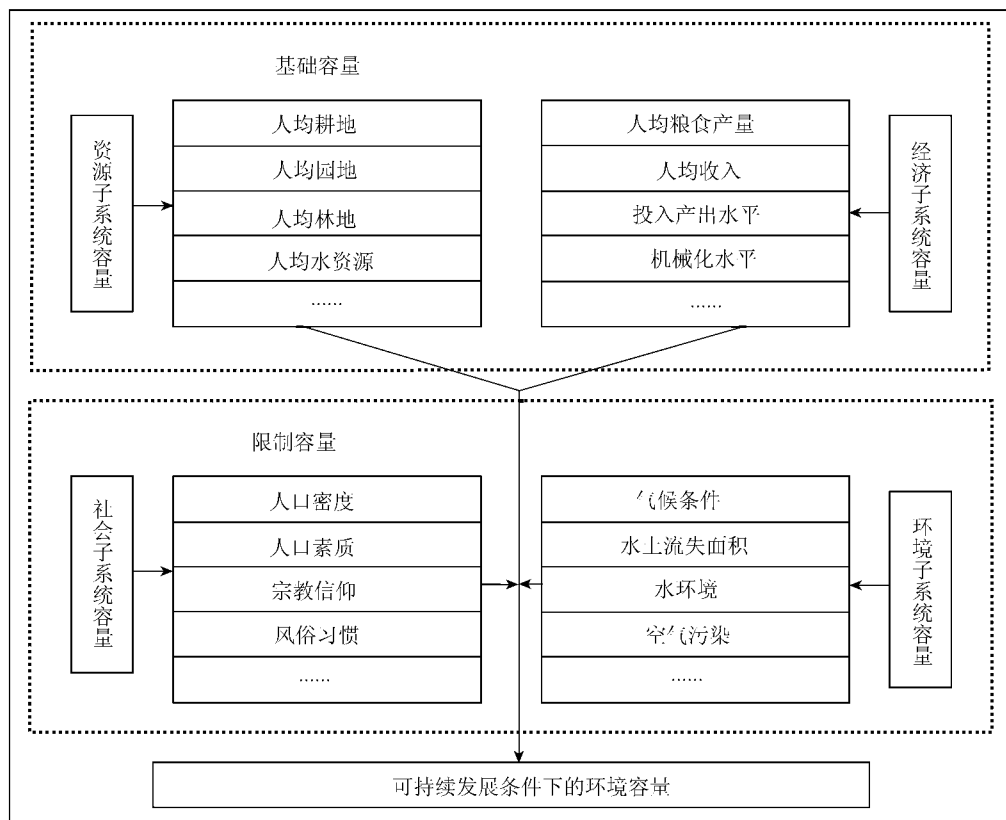 基础容量
资源子系统容量
人均耕地
人均园地
人均林地
人均水资源
......
人均粮食产量
人均收入
投入产出水平
机械化水平
......
经济子系统容量
限制容量
社会子系统容量
人口密度
人口素质
宗教信仰
风俗习惯
......
气候条件
水土流失面积
水环境
空气污染
......
环境子系统容量
可持续发展条件下的环境容量